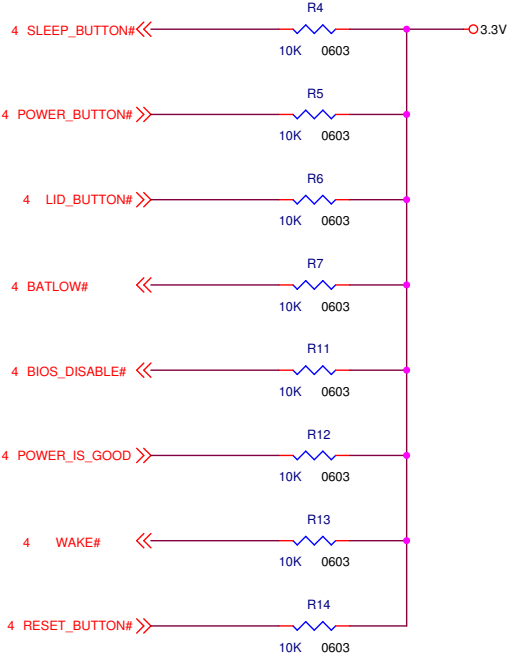 R4
4 SLEEP_BUTTON# 3.3V
10K 0603
R5
4 POWER_BUTTON#
10K 0603
R6
4 LID_BUTTON#
10K 0603
R7
4 BATLOW#
10K 0603
R11
4 BIOS_DISABLE#
10K 0603
R12
4 POWER_IS_GOOD
10K 0603
R13
4 WAKE#
10K 0603
R14
4 RESET_BUTTON#
10K 0603